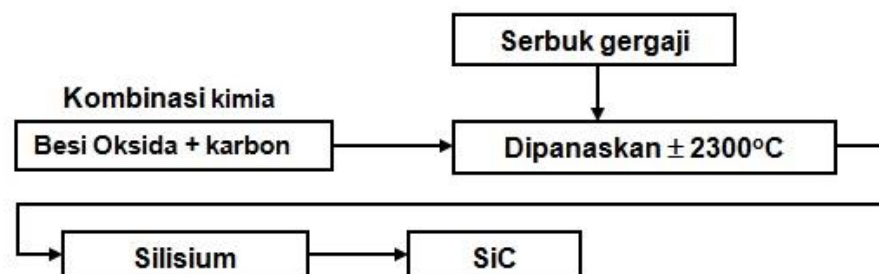 Serbuk gergaji
Kombinasi kimia
Besi Oksida + karbon
Dipanaskan ± 2300°C
Silisium
SiC